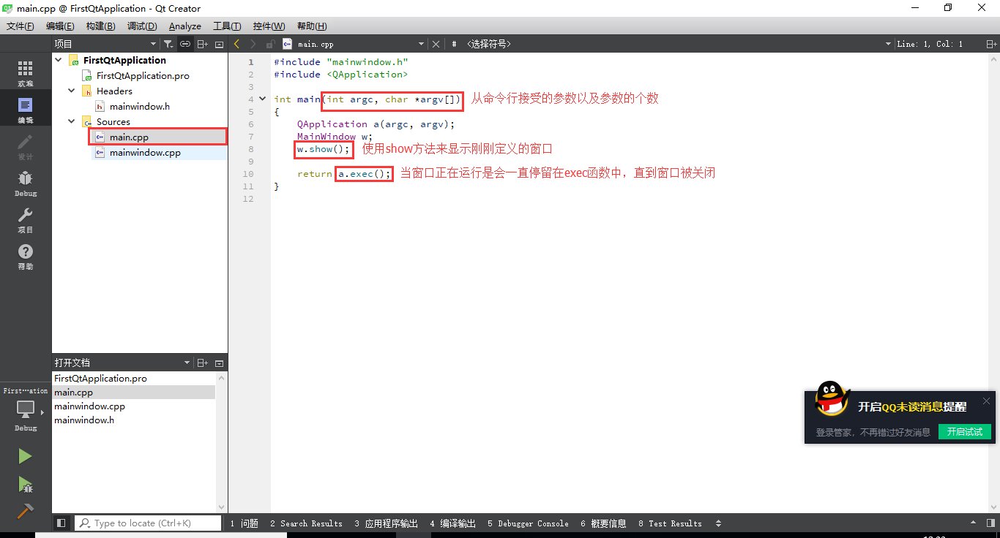 main.cpp @ FirstQtApplication - Qt Creator
文件(F) 编辑(E) 构建(B) 调试(D) Analyze 工具(T) 控件(W) 帮助(H)
项目 main.cpp # <选择符号> Line: 1, Col: 1
欢迎
编辑
设计
Debug
项目
帮助
FirstQtApplication
FirstQtApplication.pro
Headers
mainwindow.h
Sources
main.cpp
mainwindow.cpp
1 #include "mainwindow.h"
2 #include <QApplication>
3
4 int main(int argc, char *argv[]) 从命令行接受的参数以及参数的个数
5 {
6 QApplication a(argc, argv);
7 MainWindow w;
8 w.show(); 使用show方法来显示刚刚定义的窗口
9
10 return a.exec(); 当窗口正在运行是会一直停留在exec函数中，直到窗口被关闭
11 }
12
打开文档
FirstQtApplication.pro
main.cpp
mainwindow.cpp
mainwindow.h
First···ation
Debug
开启QQ未读消息提醒
登录管家，不再错过好友消息 开启试试
Type to locate (Ctrl+K) 1 问题 2 Search Results 3 应用程序输出 4 编译输出 5 Debugger Console 6 概要信息 8 Test Results